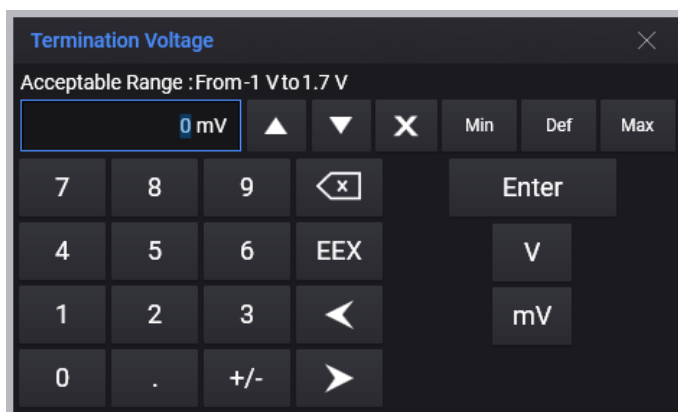 Termination Voltage
Acceptable Range : From -1 V to 1.7 V
0 mV X Min Def Max
7 8 9 Enter
4 5 6 EEX V
1 2 3 mV
0 . +/-